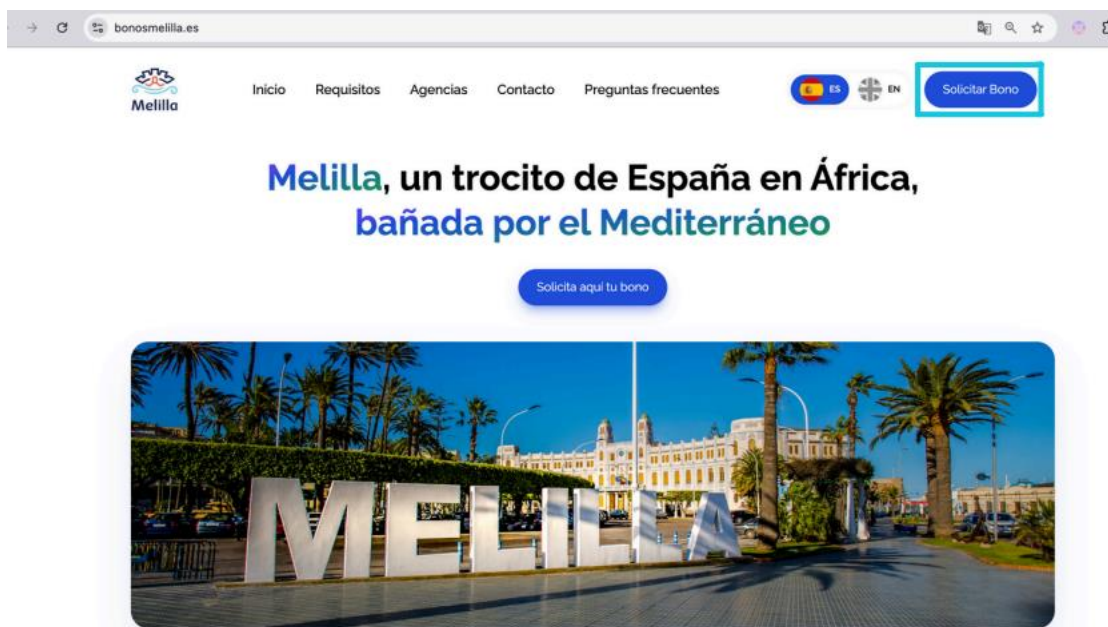 bonosmelilla.es
Melilla
Inicio Requisitos Agencias Contacto Preguntas frecuentes ES EN Solicitar Bono
Melilla, un trocito de España en África,
bañada por el Mediterráneo
Solicita aquí tu bono
MELILLA